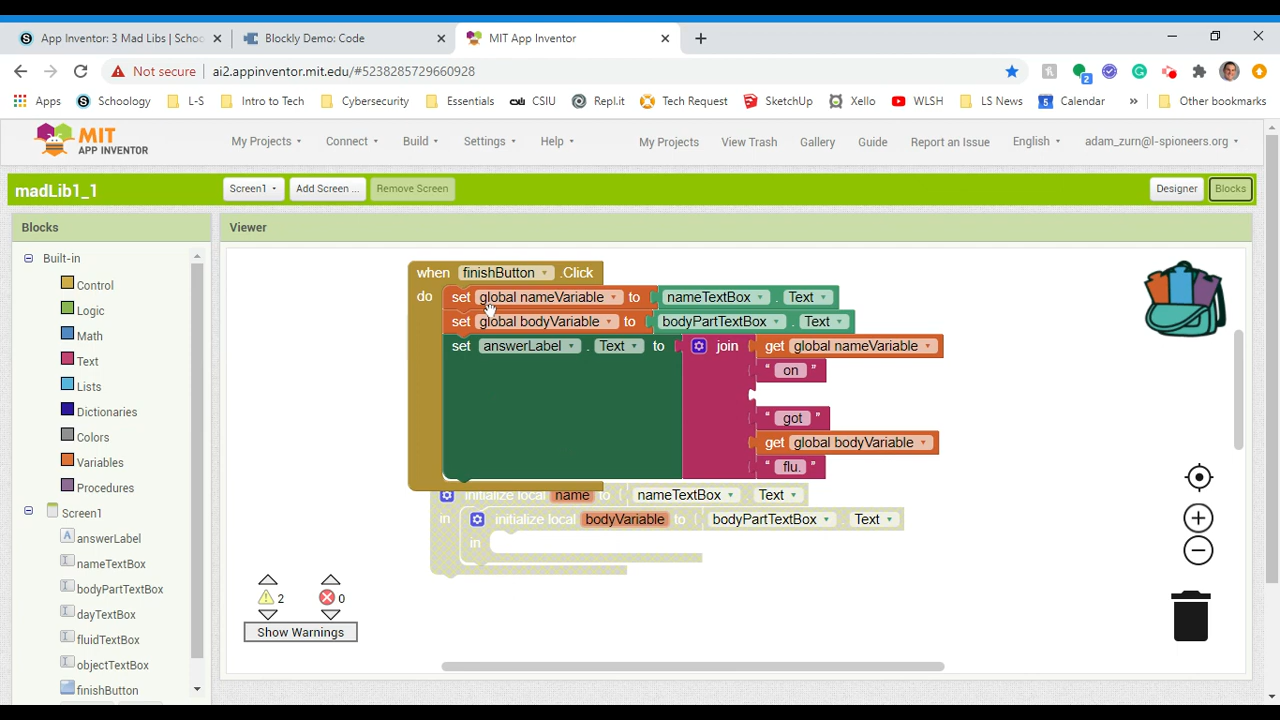 App Inventor: 3 Mad Libs | Schoo
Blockly Demo: Code
MIT App Inventor
Not secure
ai2.appinventor.mit.edu/#5238285729660928
2
Apps
Schoology
L-S
Intro to Tech
Cybersecurity
Essentials
CSIU
Repl.it
Tech Request
SketchUp
Xello
WLSH
LS News
Calendar
Other bookmarks
MIT
APP INVENTOR
My Projects
Connect
Build
Settings
Help
My Projects
View Trash
Gallery
Guide
Report an Issue
English
adam_zurn@l-spioneers.org
madLib1_1
Screen1
Add Screen ...
Remove Screen
Designer
Blocks
Blocks
Viewer
Built-in
Control
Logic
Math
Text
Lists
Dictionaries
Colors
Variables
Procedures
Screen1
answerLabel
nameTextBox
bodyPartTextBox
dayTextBox
fluidTextBox
objectTextBox
finishButton
when finishButton .Click
do set global nameVariable to nameTextBox . Text
set global bodyVariable to bodyPartTextBox . Text
set answerLabel . Text to join get global nameVariable
“ on ”
“ got ”
get global bodyVariable
“ flu. ”
initialize local name to nameTextBox . Text
in initialize local bodyVariable to bodyPartTextBox . Text
in
2
0
Show Warnings